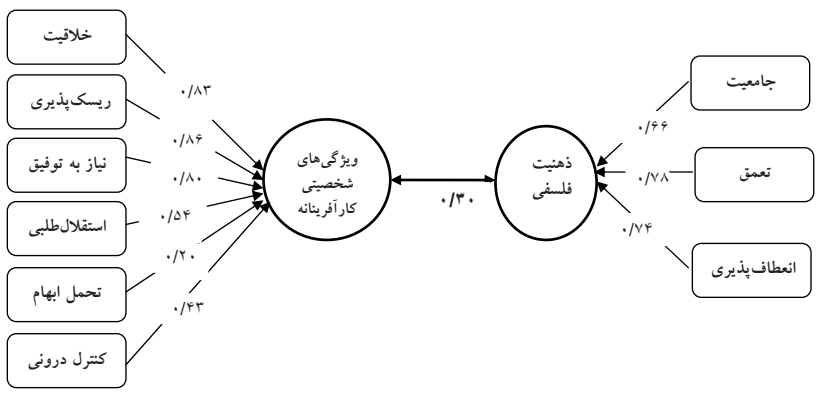 خلاقیت
ریسک‌پذیری
نیاز به توفیق
استقلال‌طلبی
تحمل ابهام
کنترل درونی
۰/۸۳
۰/۸۶
۰/۸۰
۰/۵۴
۰/۲۰
۰/۴۳
ویژگی‌های
شخصیتی
کارآفرینانه
۰/۳۰
ذهنیت
فلسفی
۰/۶۶
۰/۷۸
۰/۷۴
جامعیت
تعمق
انعطاف‌پذیری